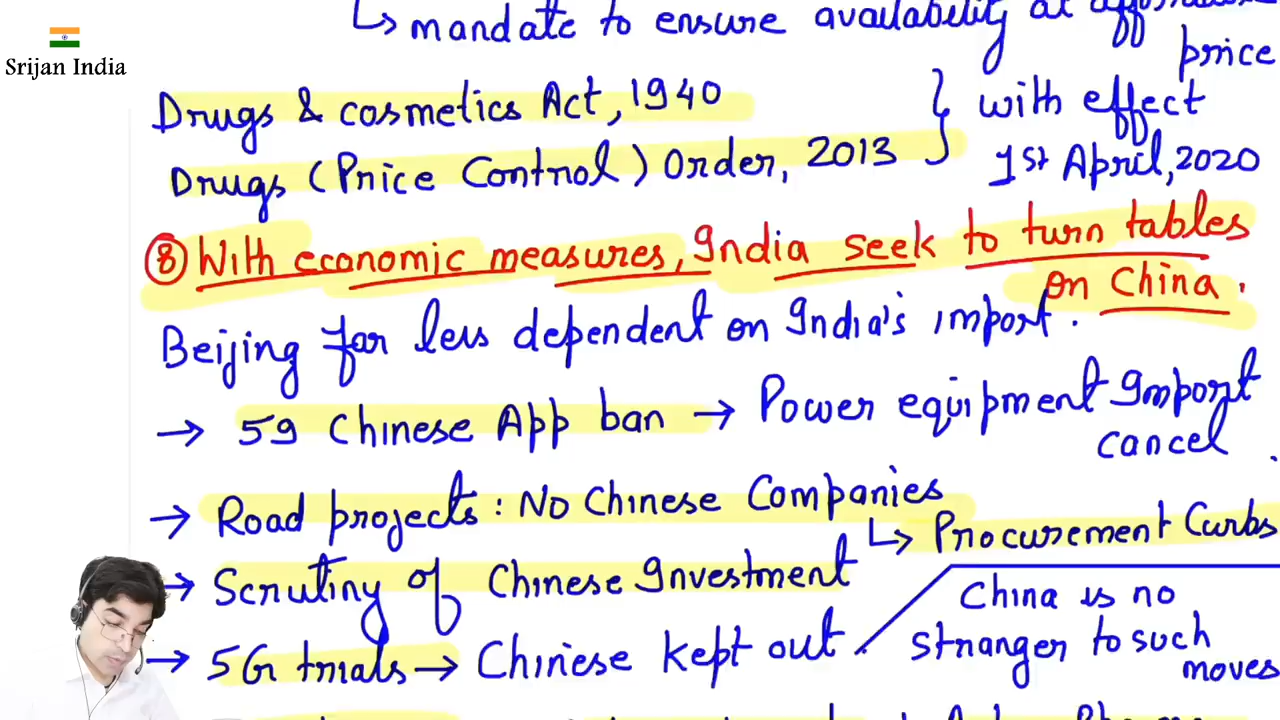 Srijan India
↳ mandate to ensure availability at
price
Drugs & cosmetics Act, 1940
Drugs (Price Control) Order, 2013
with effect
1st April, 2020
⑧ With economic measures, India seek to turn tables
on China.
Beijing far less dependent on India's import.
→ 59 Chinese App ban → Power equipment Import
cancel
→ Road projects: No Chinese Companies
↳ Procurement Curbs
→ Scrutiny of Chinese Investment
China is no
stranger to such
moves
→ 5G trials → Chinese kept out